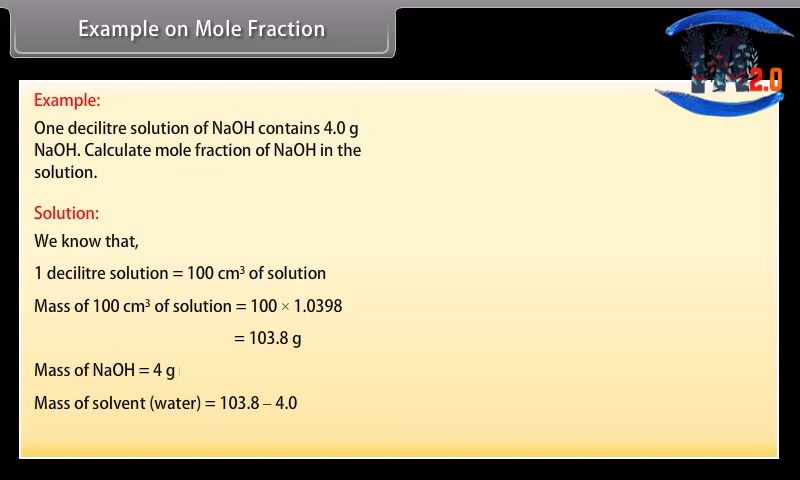 Example on Mole Fraction
2.0
Example:
One decilitre solution of NaOH contains 4.0 g
NaOH. Calculate mole fraction of NaOH in the
solution.
Solution:
We know that,
1 decilitre solution = 100 cm³ of solution
Mass of 100 cm³ of solution = 100 × 1.0398
= 103.8 g
Mass of NaOH = 4 g
Mass of solvent (water) = 103.8 – 4.0